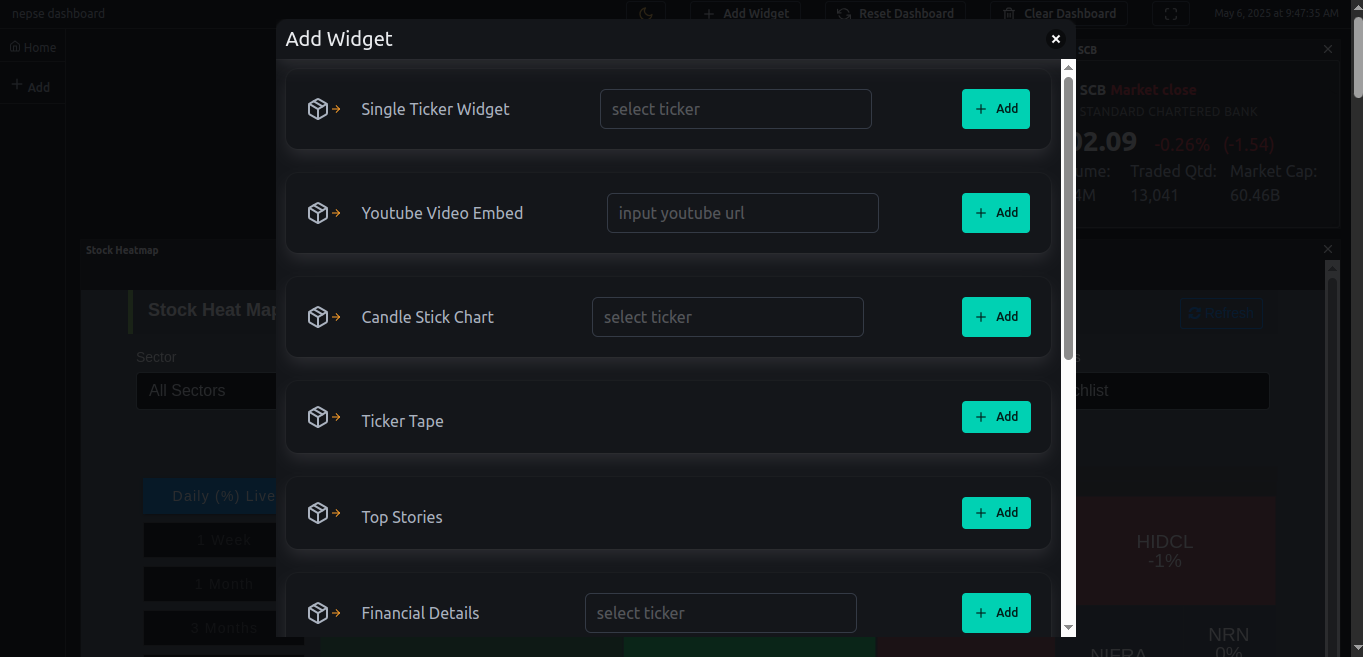 nepse dashboard
Add Widget
Reset Dashboard
Clear Dashboard
May 6, 2025 at 9:47:35 AM
Home
Add
Add Widget
Single Ticker Widget
select ticker
Add
Youtube Video Embed
input youtube url
Add
Candle Stick Chart
select ticker
Add
Ticker Tape
Add
Top Stories
Add
Financial Details
select ticker
Add
SCB
SCB Market close
STANDARD CHARTERED BANK
02.09 -0.26% (-1.54)
ume: Traded Qtd: Market Cap:
4M 13,041 60.46B
Stock Heatmap
Stock Heat Map
Refresh
Sector
All Sectors
chlist
Daily (%) Live
1 Week
1 Month
3 Months
HIDCL
-1%
NRN
0%
NIFRA